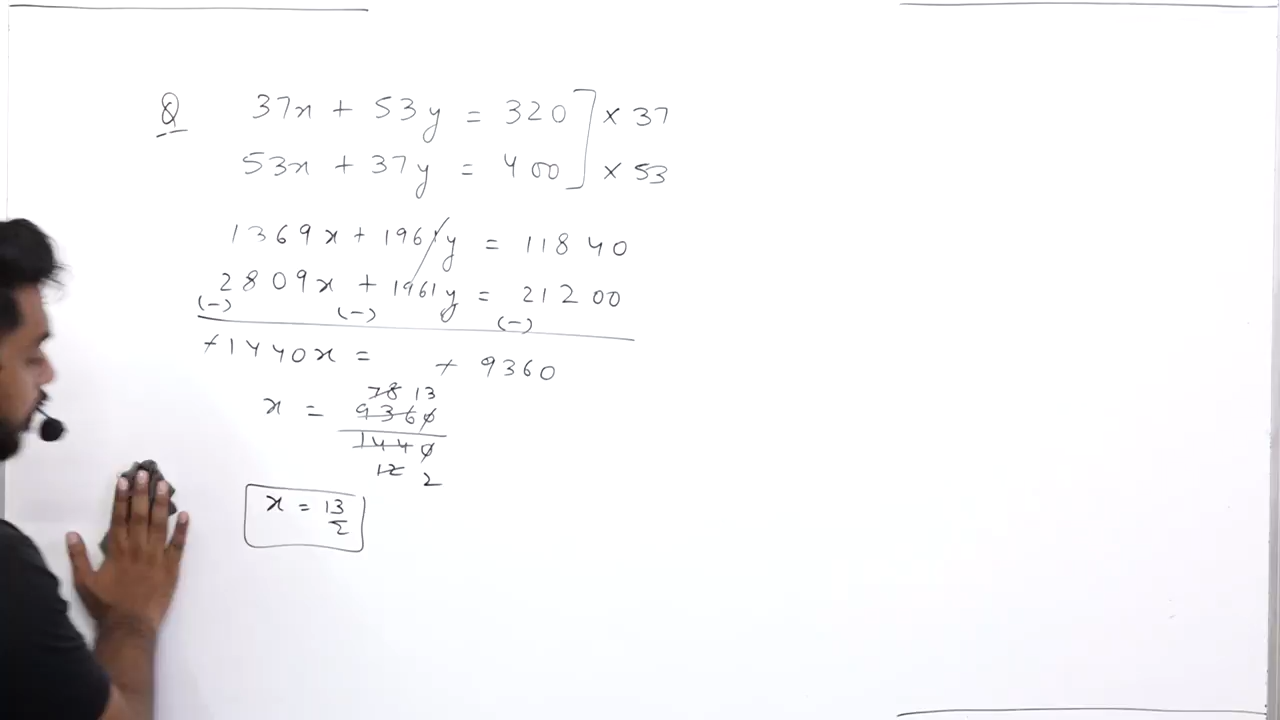 Q 37x + 53y = 320 ] × 37
53x + 37y = 400 ] × 53
1369x + 1961y = 11840
2809x + 1961y = 21200
(-) (-) (-)
+1440x = + 9360
78 13
x = 9360
1440
12 2
x = 13
2